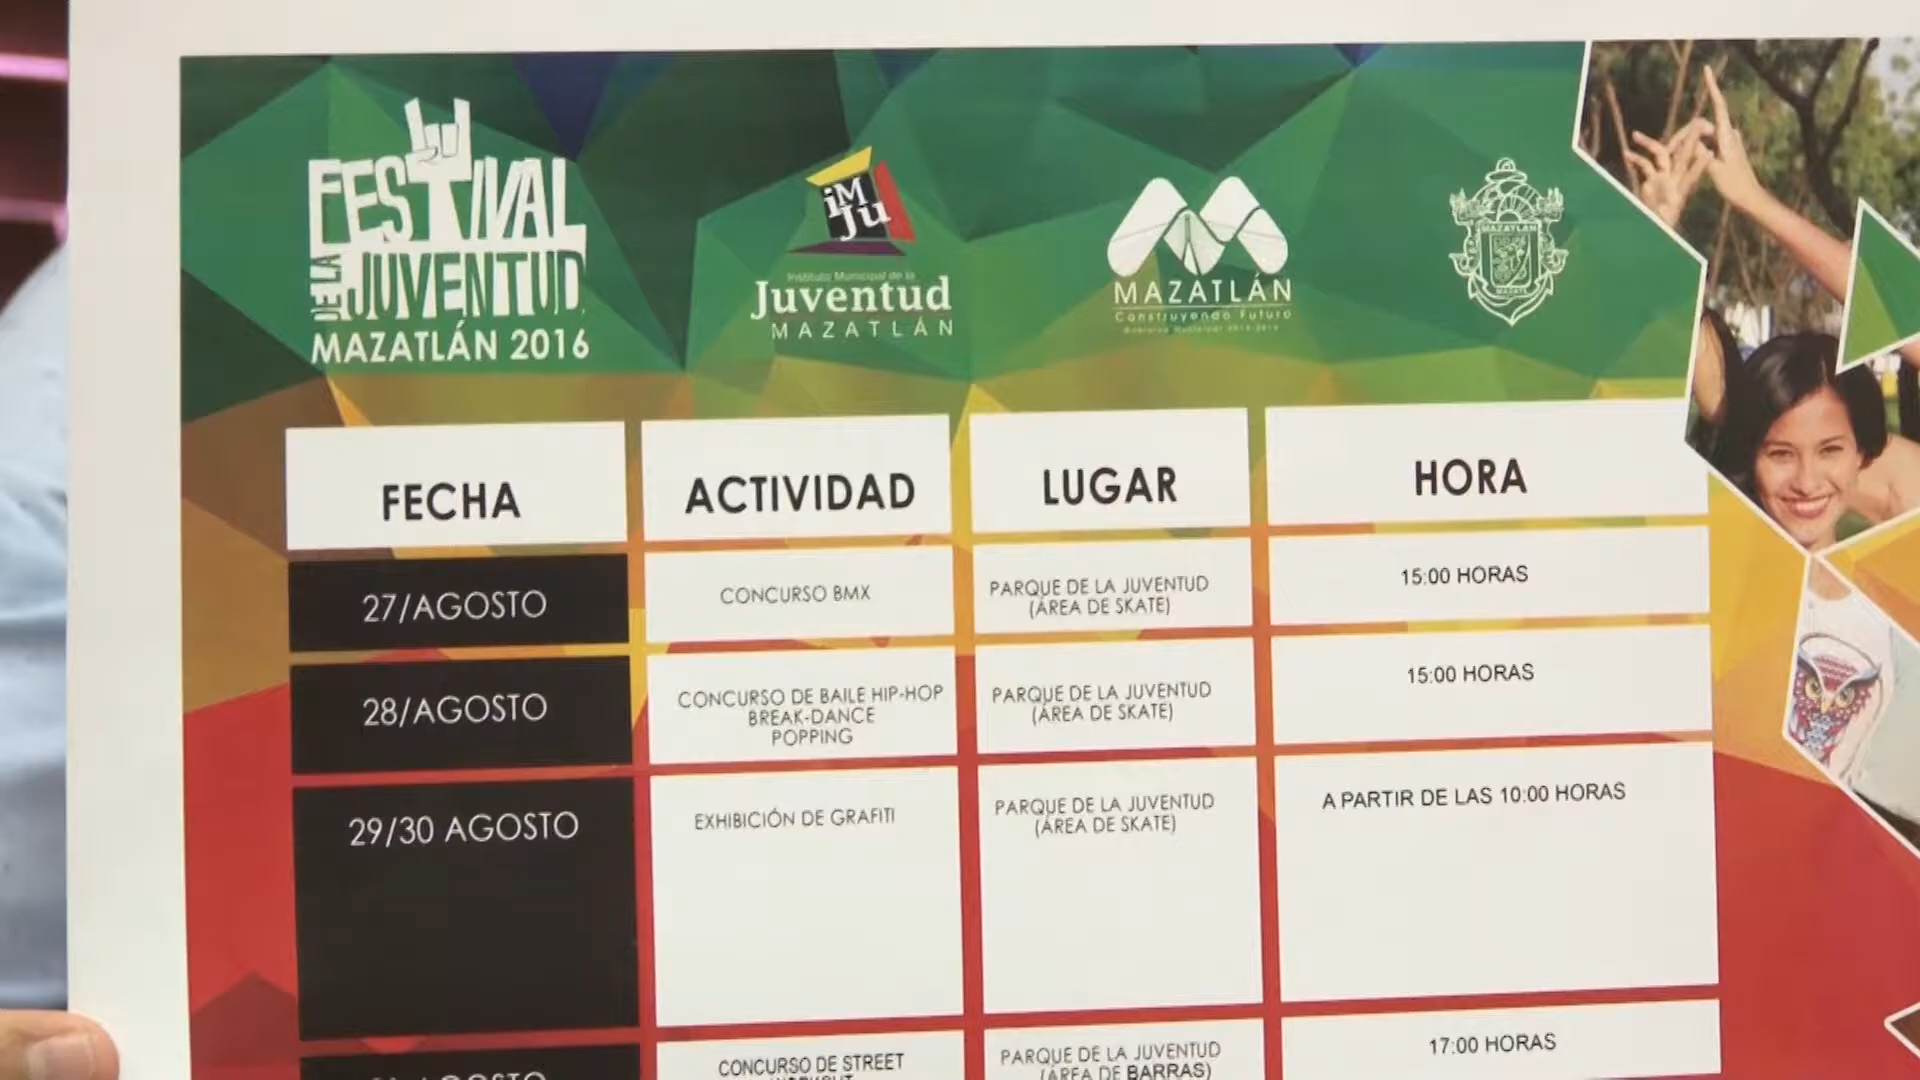 FESTIVAL
DE LA JUVENTUD
MAZATLÁN 2016
iMJu
Instituto Municipal de la
Juventud
MAZATLÁN
MAZATLÁN
Construyendo Futuro
MAZATLAN
FECHA
ACTIVIDAD
LUGAR
HORA
27/AGOSTO
CONCURSO BMX
PARQUE DE LA JUVENTUD
(ÁREA DE SKATE)
15:00 HORAS
28/AGOSTO
CONCURSO DE BAILE HIP-HOP
BREAK-DANCE
POPPING
PARQUE DE LA JUVENTUD
(ÁREA DE SKATE)
15:00 HORAS
29/30 AGOSTO
EXHIBICIÓN DE GRAFITI
PARQUE DE LA JUVENTUD
(ÁREA DE SKATE)
A PARTIR DE LAS 10:00 HORAS
AGOSTO
CONCURSO DE STREET
WORKOUT
PARQUE DE LA JUVENTUD
(ÁREA DE BARRAS)
17:00 HORAS